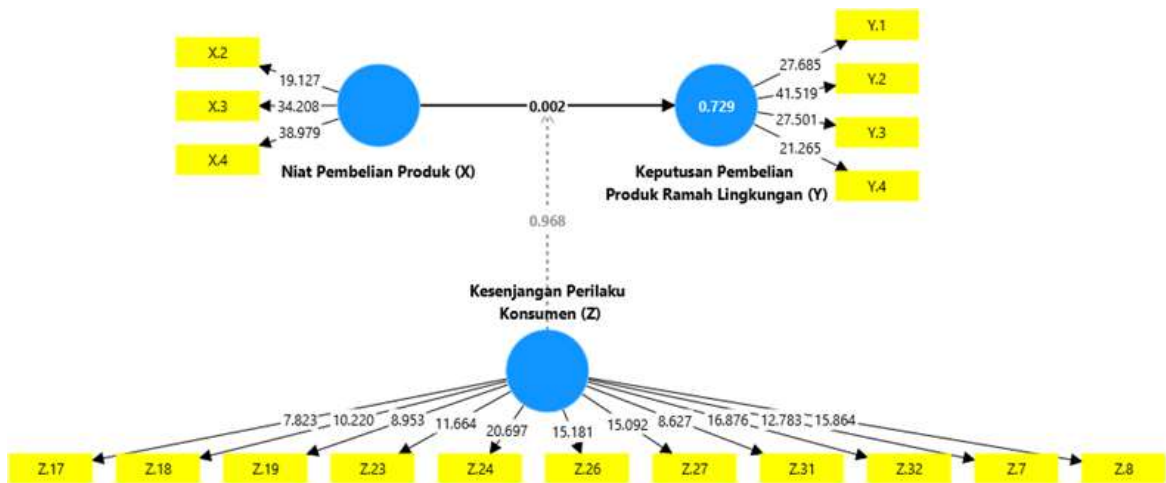 Y.1
X.2
27.685
Y.2
19.127
41.519
X.3
34.208
0.002
0.729
27.501
Y.3
38.979
21.265
X.4
Niat Pembelian Produk (X)
Keputusan Pembelian
Produk Ramah Lingkungan (Y)
Y.4
0.968
Kesenjangan Perilaku
Konsumen (Z)
7.823
10.220
8.953
11.664
20.697
15.181
15.092
8.627
16.876
12.783
15.864
Z.17
Z.18
Z.19
Z.23
Z.24
Z.26
Z.27
Z.31
Z.32
Z.7
Z.8